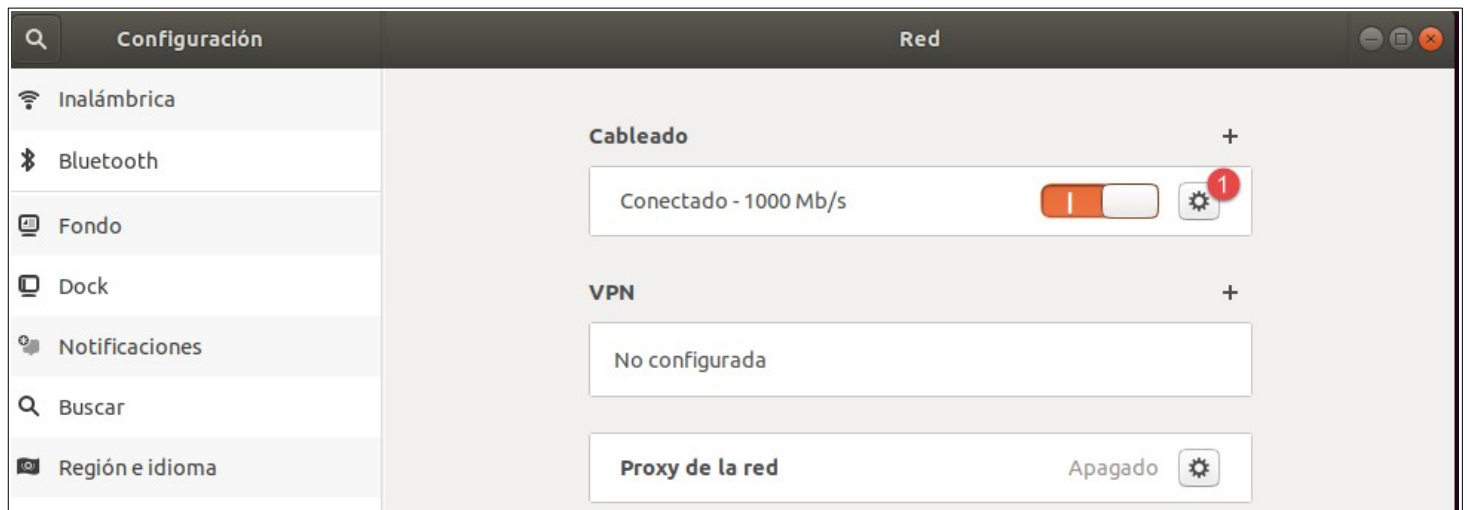 Configuración
Red
Inalámbrica
Bluetooth
Fondo
Dock
Notificaciones
Buscar
Región e idioma
Cableado
+
Conectado - 1000 Mb/s
1
VPN
+
No configurada
Proxy de la red
Apagado